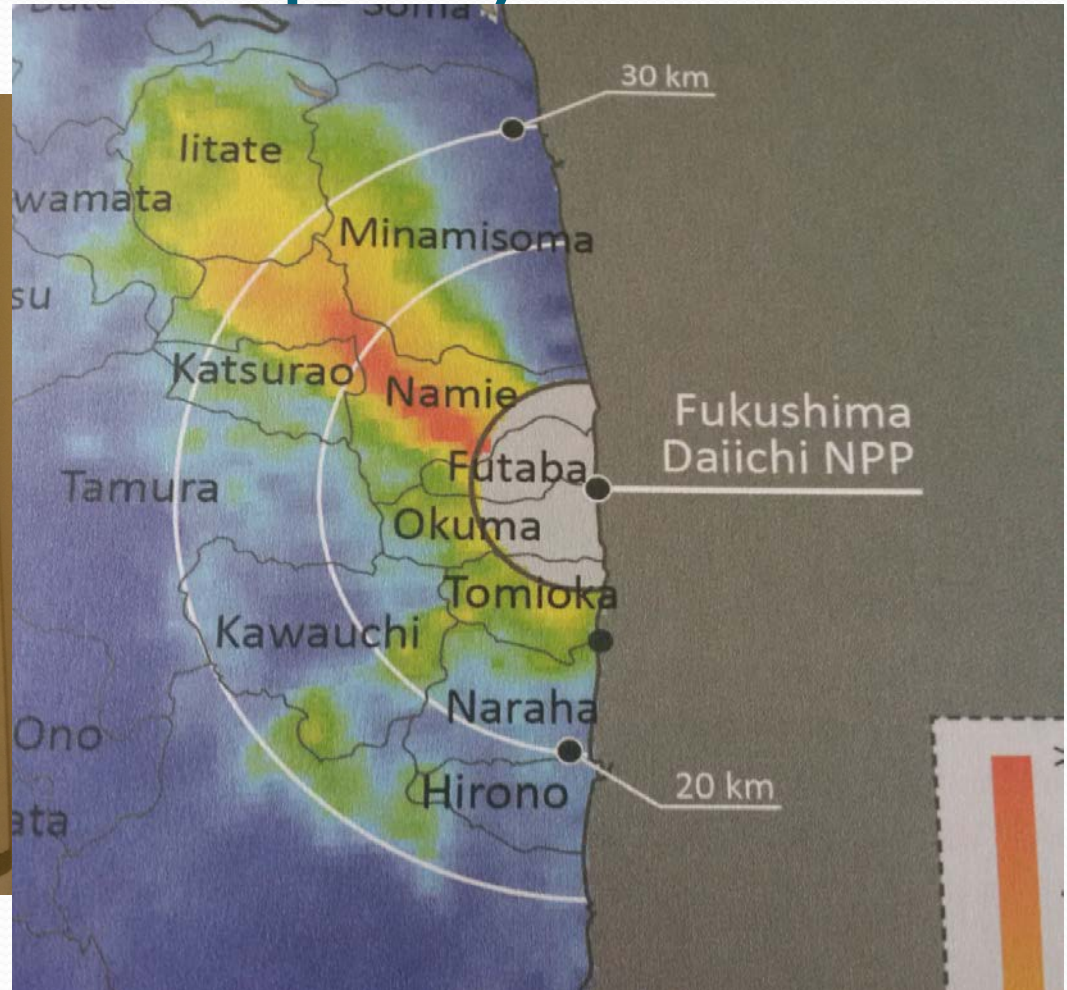 Soma
30 km
Iitate
wamata
Minamisoma
su
Katsurao
Namie
Fukushima
Daiichi NPP
Futaba
Tamura
Okuma
Tomioka
Kawauchi
Naraha
Ono
20 km
Hirono
ata